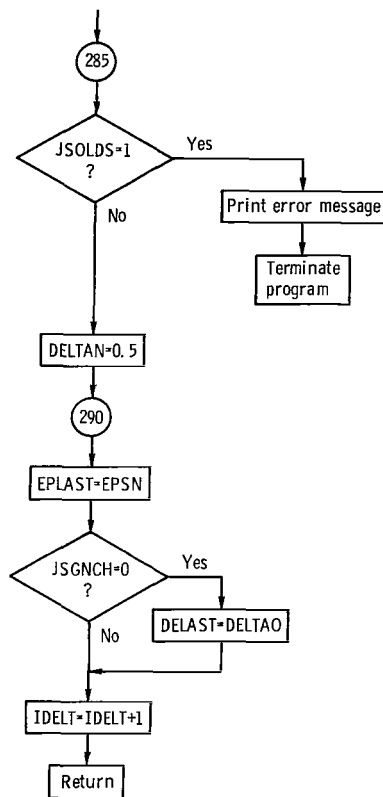 285
JSOLDS=1
?
Yes
No
Print error message
Terminate
program
DELTAN=0.5
290
EPLAST=EPSN
JSGNCH=0
?
Yes
No
DELAST=DELTAO
IDELT=IDELT+1
Return